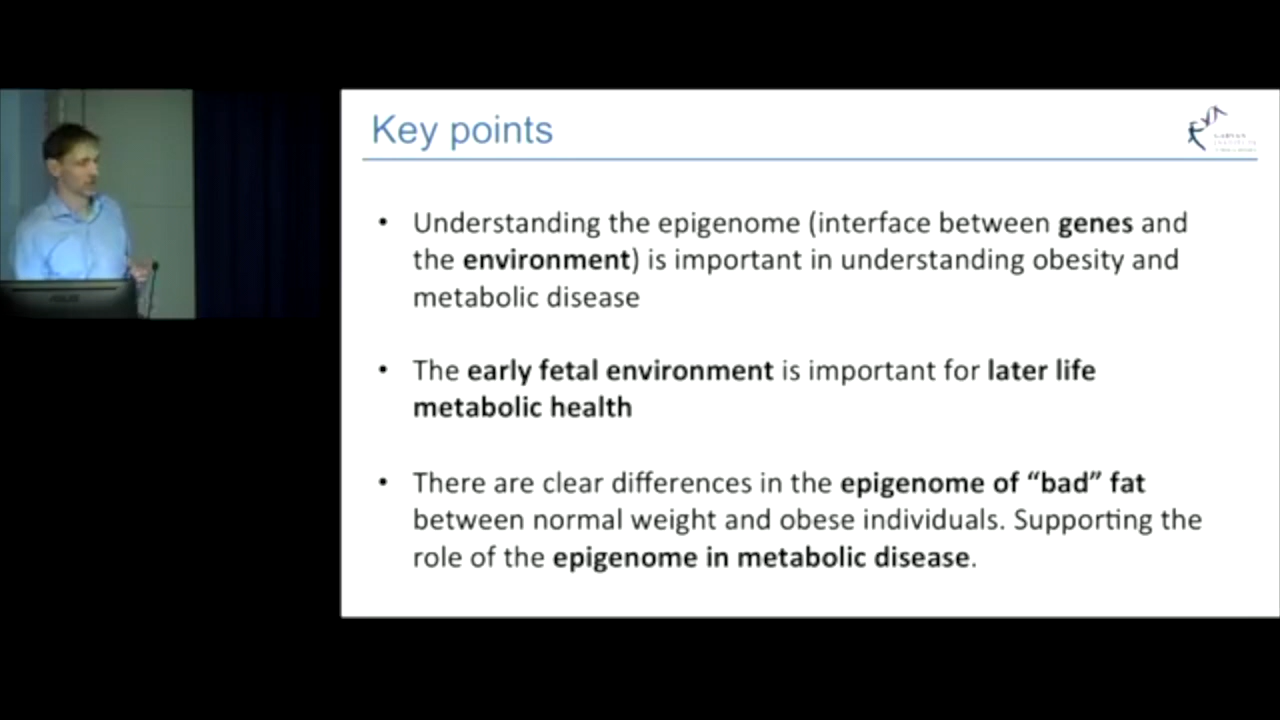 Key points
• Understanding the epigenome (interface between genes and
the environment) is important in understanding obesity and
metabolic disease
• The early fetal environment is important for later life
metabolic health
• There are clear differences in the epigenome of “bad” fat
between normal weight and obese individuals. Supporting the
role of the epigenome in metabolic disease.